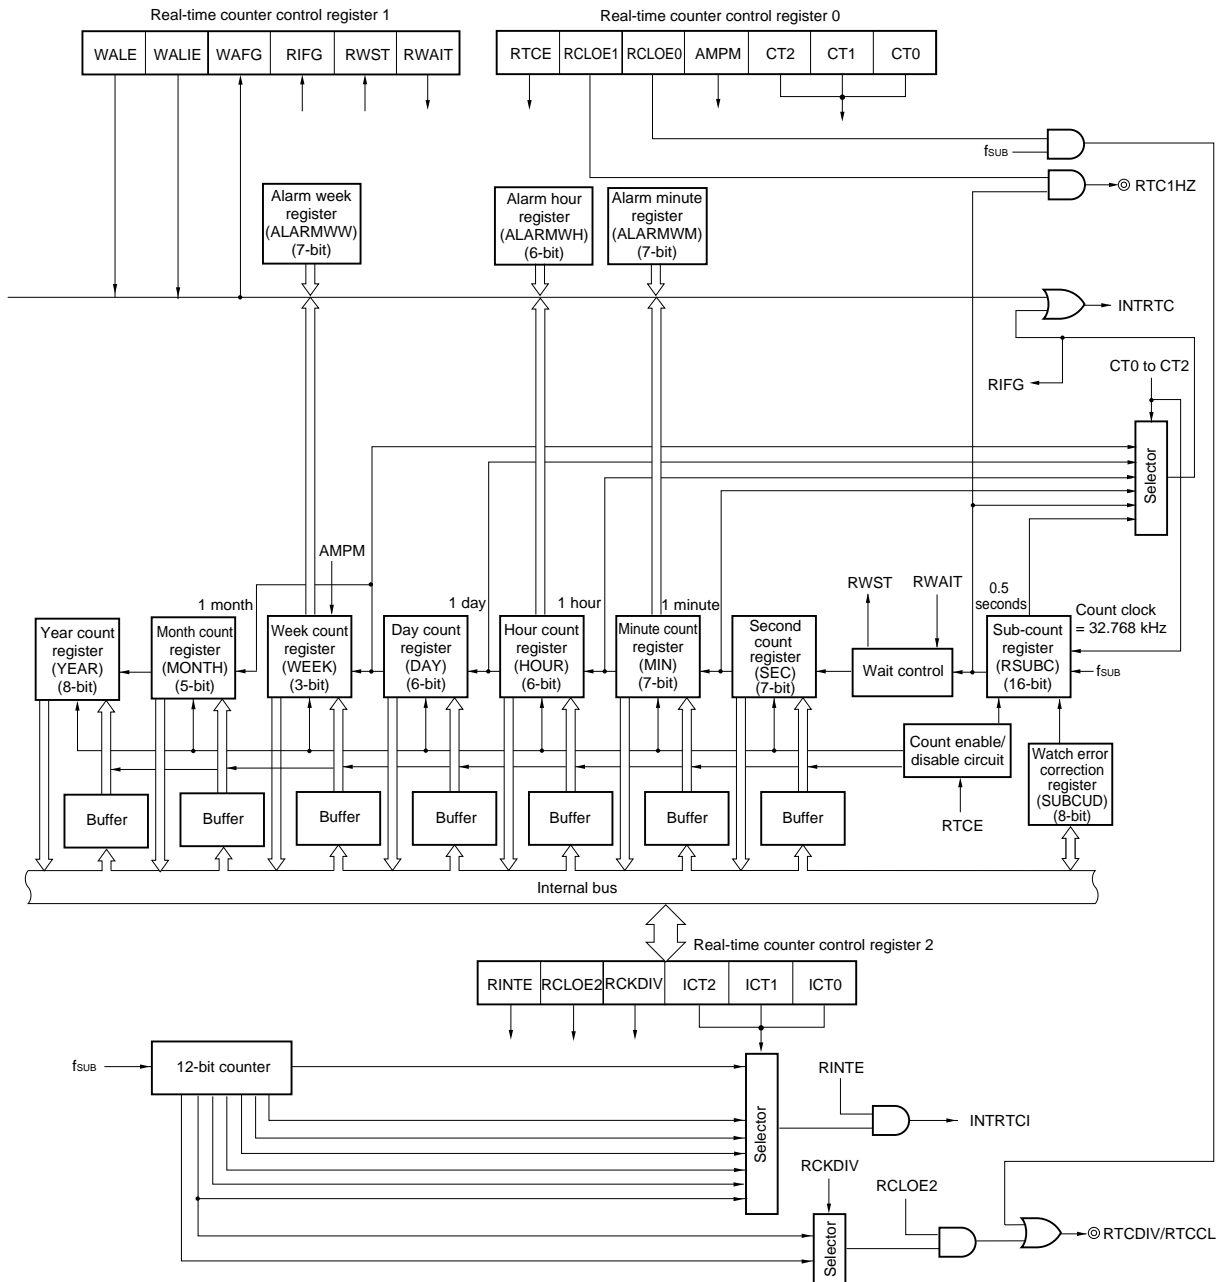 Real-time counter control register 1
Real-time counter control register 0
WALE WALIE WAFG RIFG RWST RWAIT
RTCE RCLOE1 RCLOE0 AMPM CT2 CT1 CT0
fSUB
RTC1HZ
Alarm week
register
(ALARMWW)
(7-bit)
Alarm hour
register
(ALARMWH)
(6-bit)
Alarm minute
register
(ALARMWM)
(7-bit)
INTRTC
RIFG
CT0 to CT2
Selector
AMPM
RWST
RWAIT
0.5
seconds
Count clock
= 32.768 kHz
1 month
1 day
1 hour
1 minute
Year count
register
(YEAR)
(8-bit)
Month count
register
(MONTH)
(5-bit)
Week count
register
(WEEK)
(3-bit)
Day count
register
(DAY)
(6-bit)
Hour count
register
(HOUR)
(6-bit)
Minute count
register
(MIN)
(7-bit)
Second
count
register
(SEC)
(7-bit)
Wait control
Sub-count
register
(RSUBC)
(16-bit)
fSUB
Count enable/
disable circuit
RTCE
Watch error
correction
register
(SUBCUD)
(8-bit)
Buffer
Buffer
Buffer
Buffer
Buffer
Buffer
Buffer
Internal bus
Real-time counter control register 2
RINTE RCLOE2 RCKDIV ICT2 ICT1 ICT0
fSUB
12-bit counter
Selector
RINTE
INTRTCI
RCKDIV
Selector
RCLOE2
RTCDIV/RTCCL